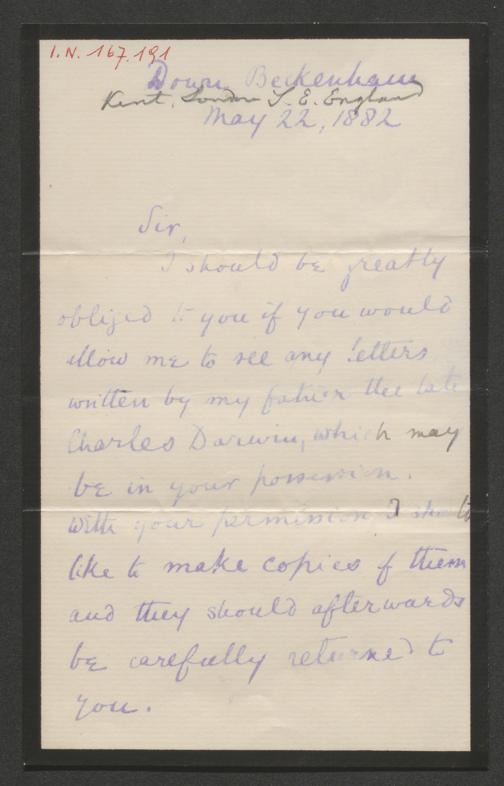 I.N. 167.191
Down, Beckenham
Kent, London S.E. England
May 22, 1882
Sir,
I should be greatly
obliged to you if you would
allow me to see any letters
written by my father the late
Charles Darwin, which may
be in your possession.
With your permission I should
like to make copies of them
and they should afterwards
be carefully returned to
you.